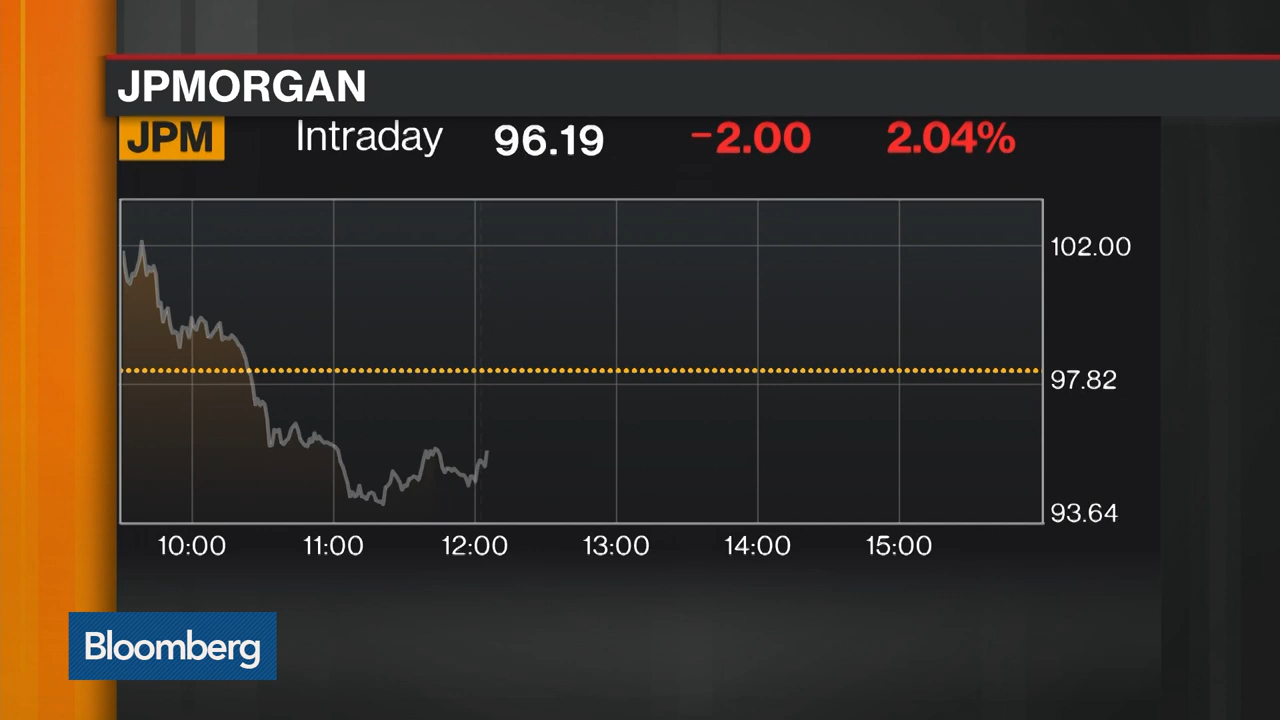 JPMORGAN
JPM Intraday 96.19 −2.00 2.04%
102.00
97.82
93.64
10:00 11:00 12:00 13:00 14:00 15:00
Bloomberg